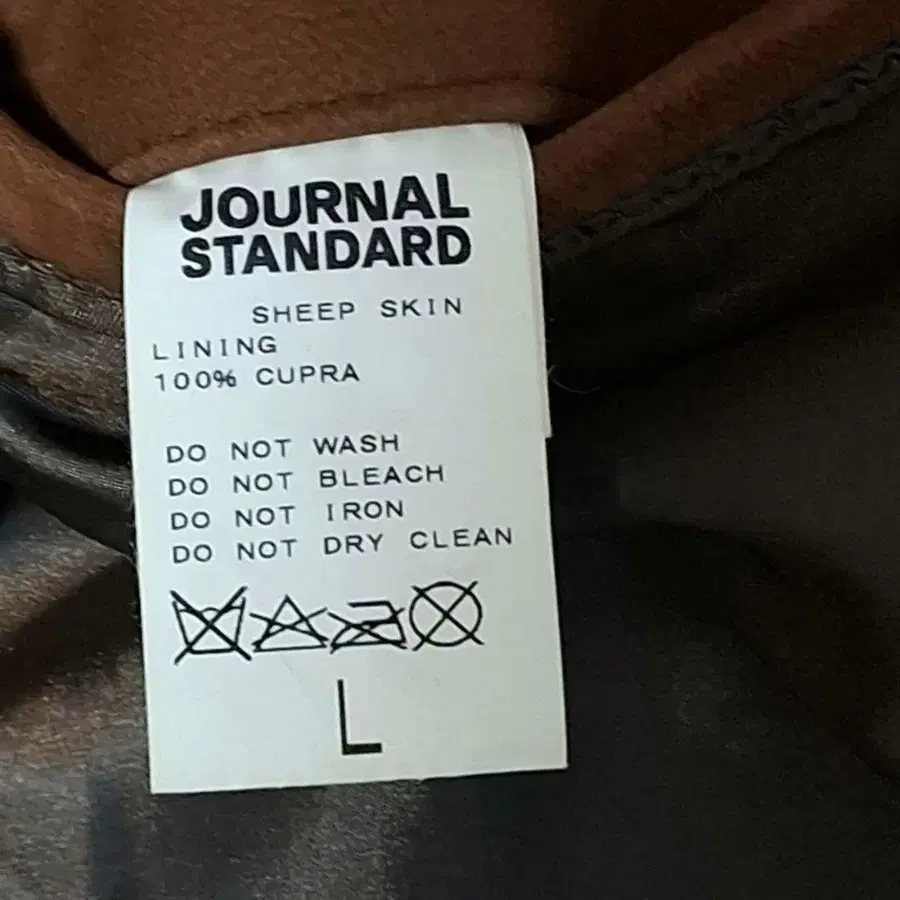 JOURNAL
STANDARD
SHEEP SKIN
LINING
100% CUPRA
DO NOT WASH
DO NOT BLEACH
DO NOT IRON
DO NOT DRY CLEAN
L